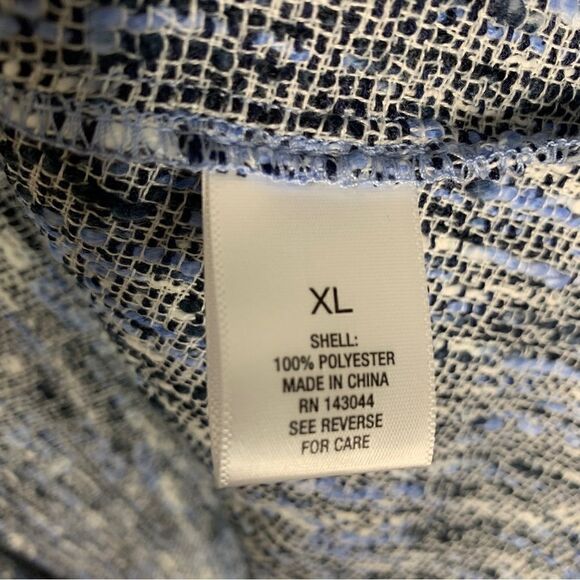 XL
SHELL:
100% POLYESTER
MADE IN CHINA
RN 143044
SEE REVERSE
FOR CARE